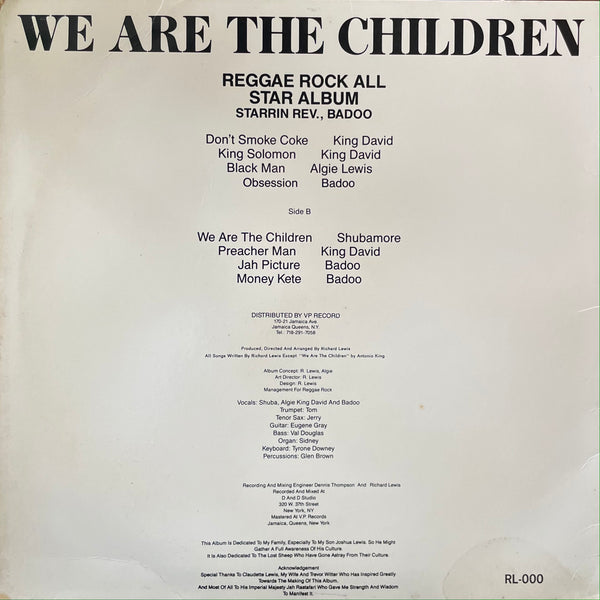 WE ARE THE CHILDREN
REGGAE ROCK ALL
STAR ALBUM
STARRIN REV., BADOO
Don't Smoke Coke King David
King Solomon King David
Black Man Algie Lewis
Obsession Badoo
Side B
We Are The Children Shubamore
Preacher Man King David
Jah Picture Badoo
Money Kete Badoo
DISTRIBUTED BY VP RECORD
170-21 Jamaica Ave.
Jamaica Queens, N.Y.
Tel: 718-291-7058
Produced, Directed And Arranged By Richard Lewis
All Songs Written By Richard Lewis Except "We Are The Children" by Antonio King
Album Concept: R. Lewis, Algie
Art Director: R. Lewis
Design: R. Lewis
Management For Reggae Rock
Vocals: Shuba, Algie King David And Badoo
Trumpet: Tom
Tenor Sax: Jerry
Guitar: Eugene Gray
Bass: Val Douglas
Organ: Sidney
Keyboard: Tyrone Downey
Percussions: Glen Brown
Recording And Mixing Engineer Dennis Thompson And Richard Lewis
Recorded And Mixed At
D And D Studio
320 W. 37th Street
New York, NY
Mastered At V.P. Records
Jamaica, Queens, New York
This Album Is Dedicated To My Family, Especially To My Son Joshua Lewis. So He Might
Gather A Full Awareness Of His Culture.
It Is Also Dedicated To The Lost Sheep Who Have Gone Astray From Their Culture.
Acknowledgement
Special Thanks To Claudette Lewis, My Wife And Trevor Witter Who Has Inspired Greatly
Towards The Making Of This Album,
And Most Of All To His Imperial Majesty Jah Rastafari Who Gave Me Strength And Wisdom
To Manifest It.
RL-000